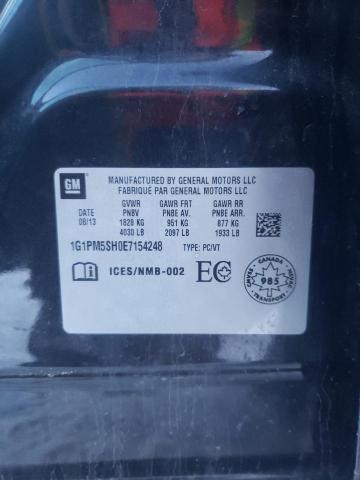 GM
MANUFACTURED BY GENERAL MOTORS LLC
FABRIQUÉ PAR GENERAL MOTORS LLC
DATE GVWR GAWR FRT GAWR RR
PNBV PNBE AV. PNBE ARR.
08/13 1828 KG 951 KG 877 KG
4030 LB 2097 LB 1933 LB
1G1PM5SH0E7154248 TYPE: PC/VT
ICES/NMB-002 EC
CANADA
985
TRANSPORT